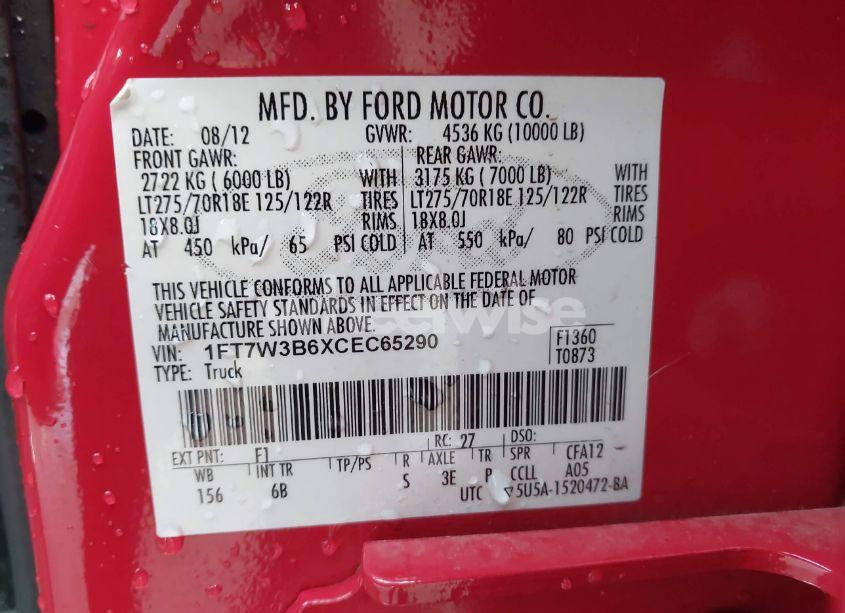 MFD. BY FORD MOTOR CO.
DATE: 08/12 GVWR: 4536 KG (10000 LB)
FRONT GAWR: REAR GAWR:
2722 KG ( 6000 LB) WITH 3175 KG ( 7000 LB) WITH
LT275/70R18E 125/122R TIRES LT275/70R18E 125/122R TIRES
18X8.0J RIMS 18X8.0J RIMS
AT 450 kPa/ 65 PSI COLD AT 550 kPa/ 80 PSI COLD
THIS VEHICLE CONFORMS TO ALL APPLICABLE FEDERAL MOTOR
VEHICLE SAFETY STANDARDS IN EFFECT ON THE DATE OF
MANUFACTURE SHOWN ABOVE.
VIN: 1FT7W3B6XCEC65290 F1360
TYPE: Truck T0873
EXT PNT: F1 RC: 27 DSO:
WB INT TR TP/PS R AXLE TR SPR CFA12
156 6B S 3E P CCLL A05
UTC ▽5U5A-1520472-BA